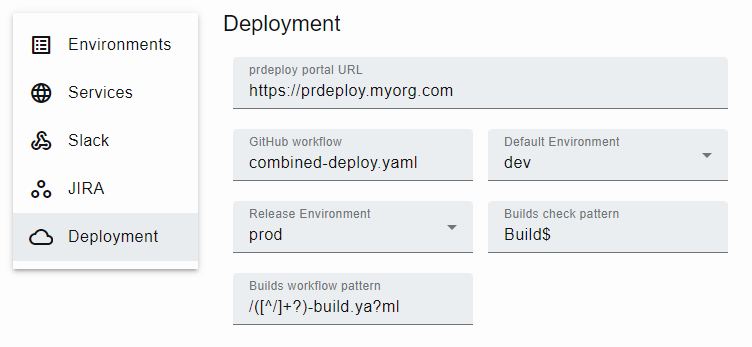 Environments
Services
Slack
JIRA
Deployment
Deployment
prdeploy portal URL
https://prdeploy.myorg.com
GitHub workflow
combined-deploy.yaml
Default Environment
dev
Release Environment
prod
Builds check pattern
Build$
Builds workflow pattern
/([^/]+?)-build.ya?ml